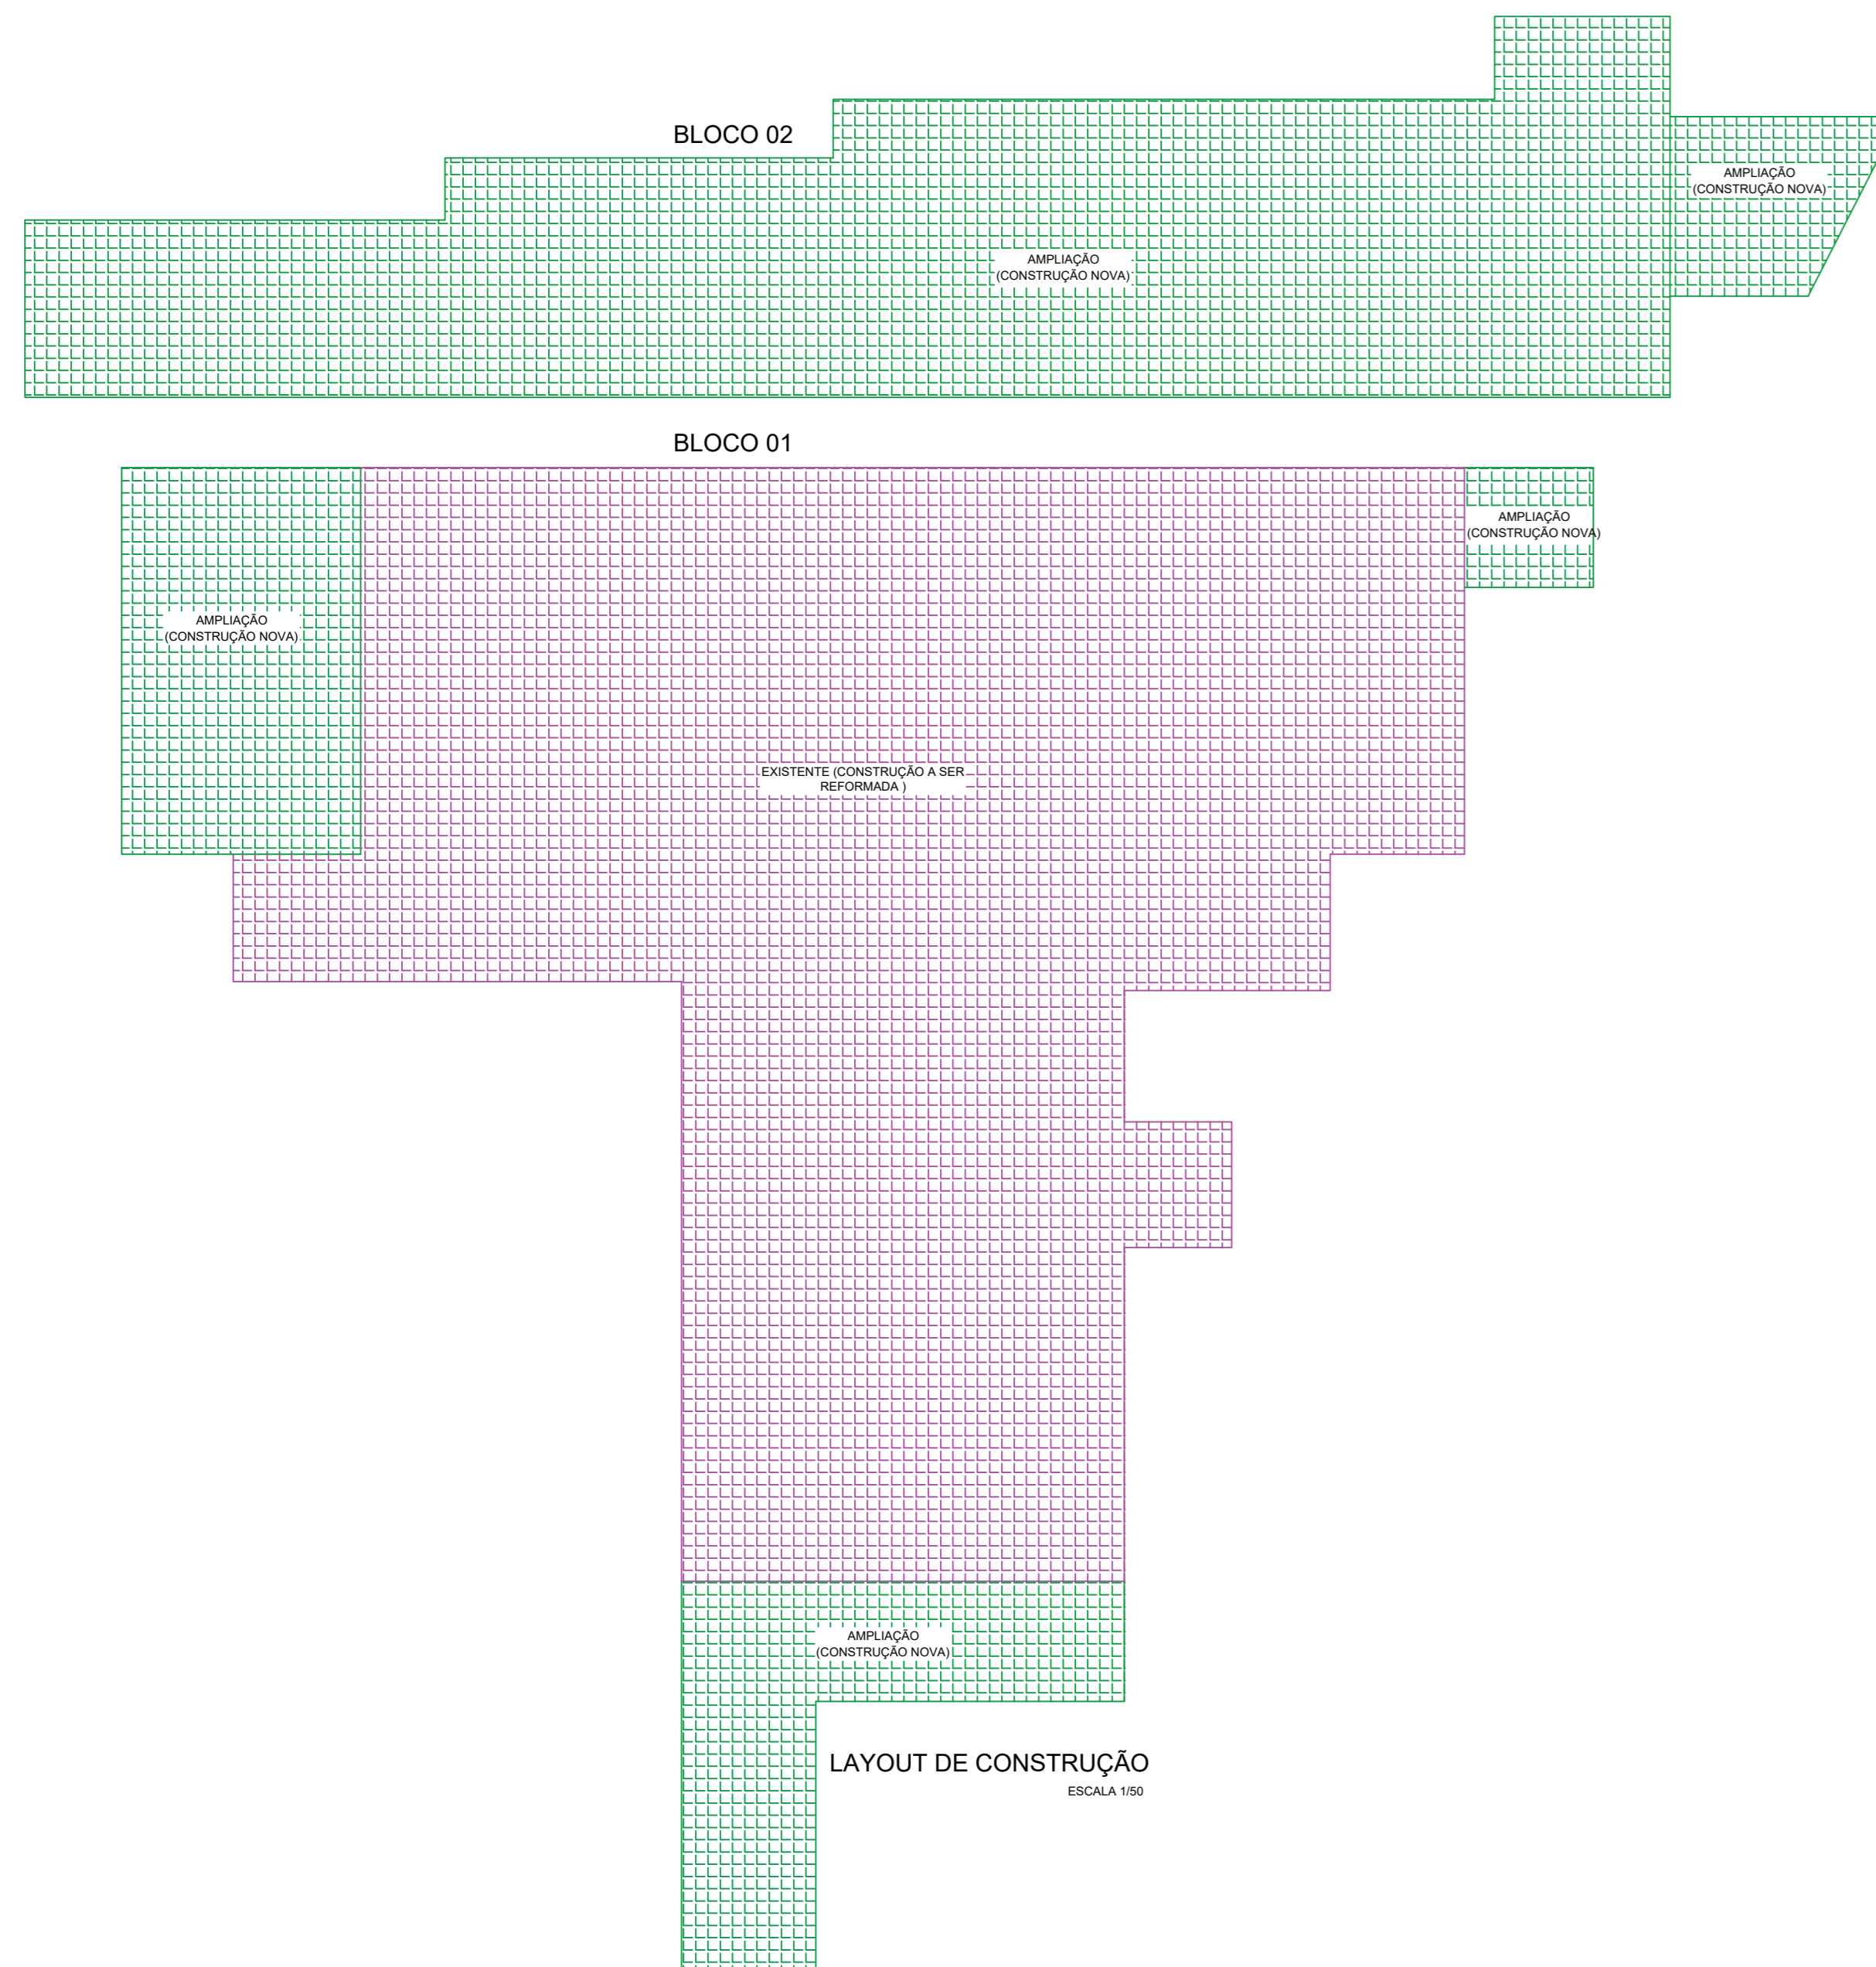 BLOCO 02
AMPLIAÇÃO
(CONSTRUÇÃO NOVA)
AMPLIAÇÃO
(CONSTRUÇÃO NOVA)
BLOCO 01
AMPLIAÇÃO
(CONSTRUÇÃO NOVA)
AMPLIAÇÃO
(CONSTRUÇÃO NOVA)
EXISTENTE (CONSTRUÇÃO A SER
REFORMADA )
AMPLIAÇÃO
(CONSTRUÇÃO NOVA)
LAYOUT DE CONSTRUÇÃO
ESCALA 1/50